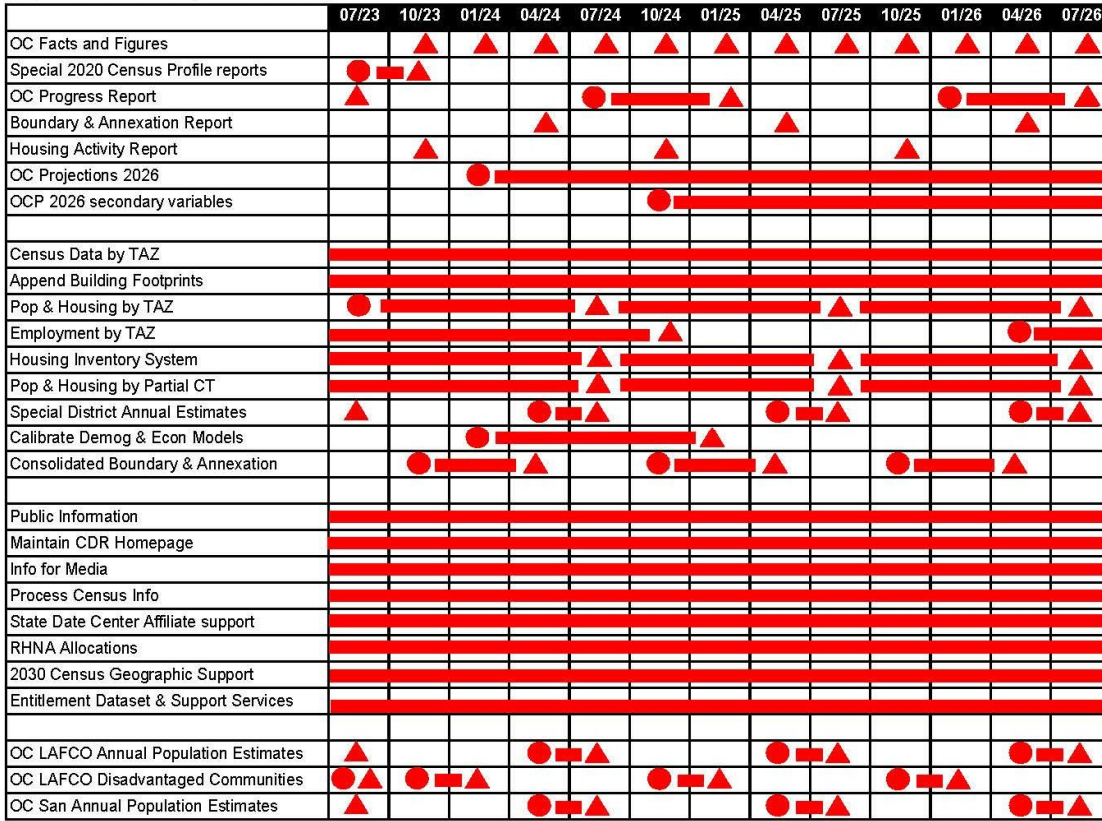 07/23 10/23 01/24 04/24 07/24 10/24 01/25 04/25 07/25 10/25 01/26 04/26 07/26
OC Facts and Figures
Special 2020 Census Profile reports
OC Progress Report
Boundary & Annexation Report
Housing Activity Report
OC Projections 2026
OCP 2026 secondary variables
Census Data by TAZ
Append Building Footprints
Pop & Housing by TAZ
Employment by TAZ
Housing Inventory System
Pop & Housing by Partial CT
Special District Annual Estimates
Calibrate Demog & Econ Models
Consolidated Boundary & Annexation
Public Information
Maintain CDR Homepage
Info for Media
Process Census Info
State Date Center Affiliate support
RHNA Allocations
2030 Census Geographic Support
Entitlement Dataset & Support Services
OC LAFCO Annual Population Estimates
OC LAFCO Disadvantaged Communities
OC San Annual Population Estimates